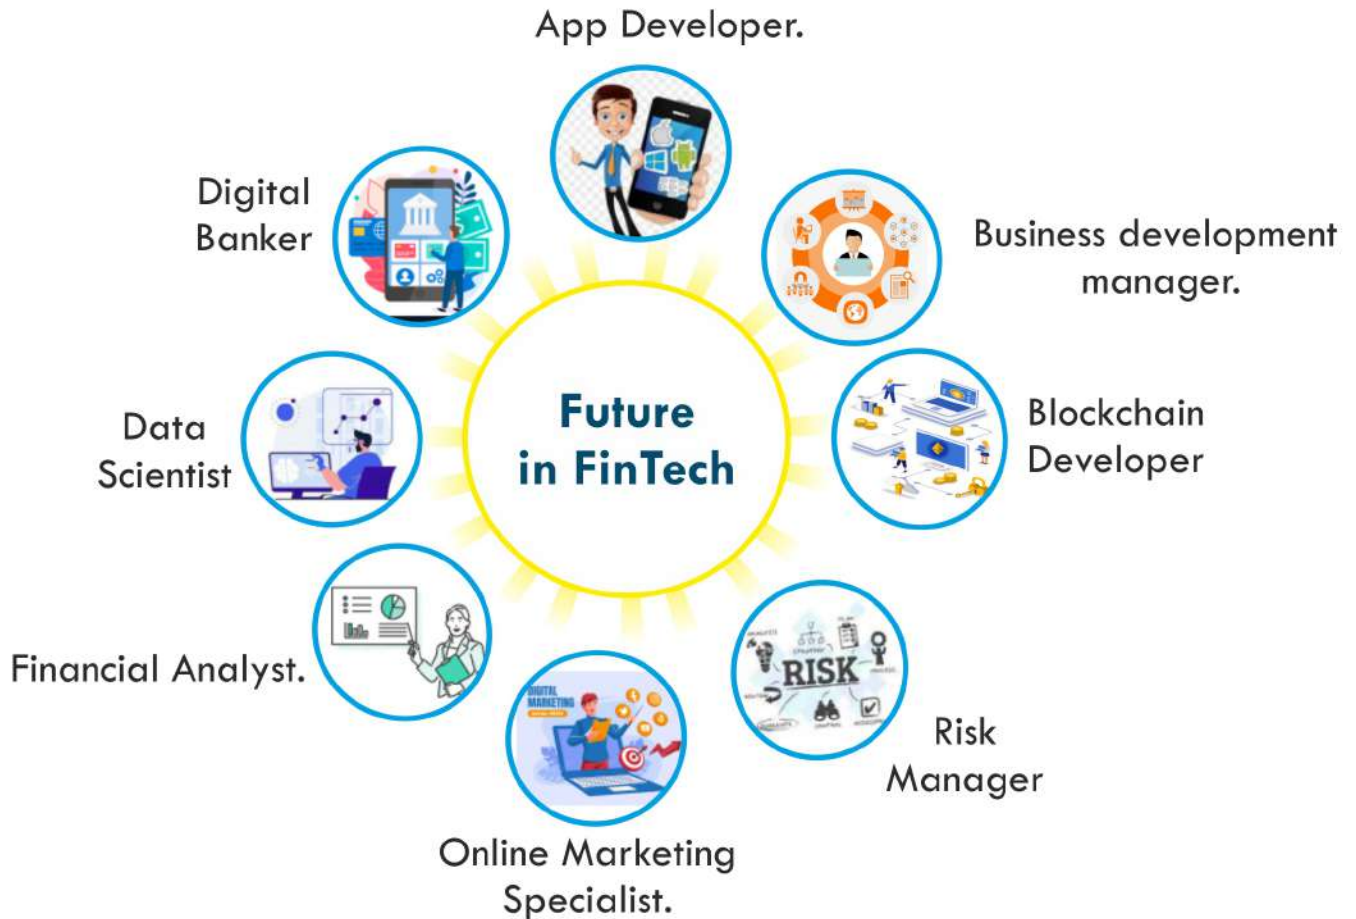 App Developer.
Digital
Banker
Business development
manager.
Future
in FinTech
Data
Scientist
Blockchain
Developer
Financial Analyst.
DIGITAL
MARKETING
RISK
Risk
Manager
Online Marketing
Specialist.